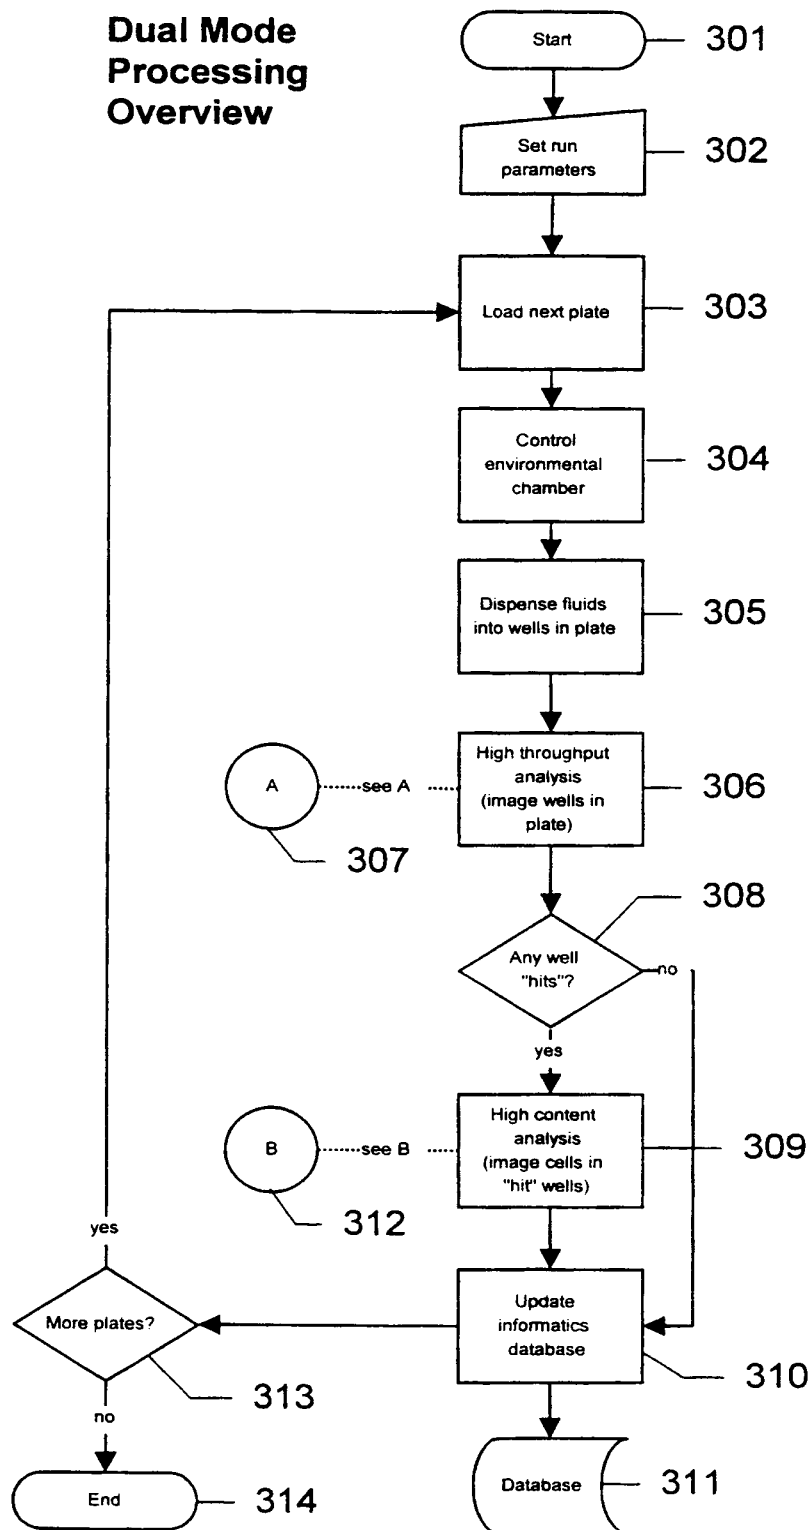 Dual Mode
Processing
Overview
Start
301
Set run
parameters
302
Load next plate
303
Control
environmental
chamber
304
Dispense fluids
into wells in plate
305
High throughput
analysis
(image wells in
plate)
306
A
see A
307
308
Any well
"hits"?
no
yes
High content
analysis
(image cells in
"hit" wells)
309
B
see B
312
yes
Update
informatics
database
310
More plates?
313
no
Database
311
End
314